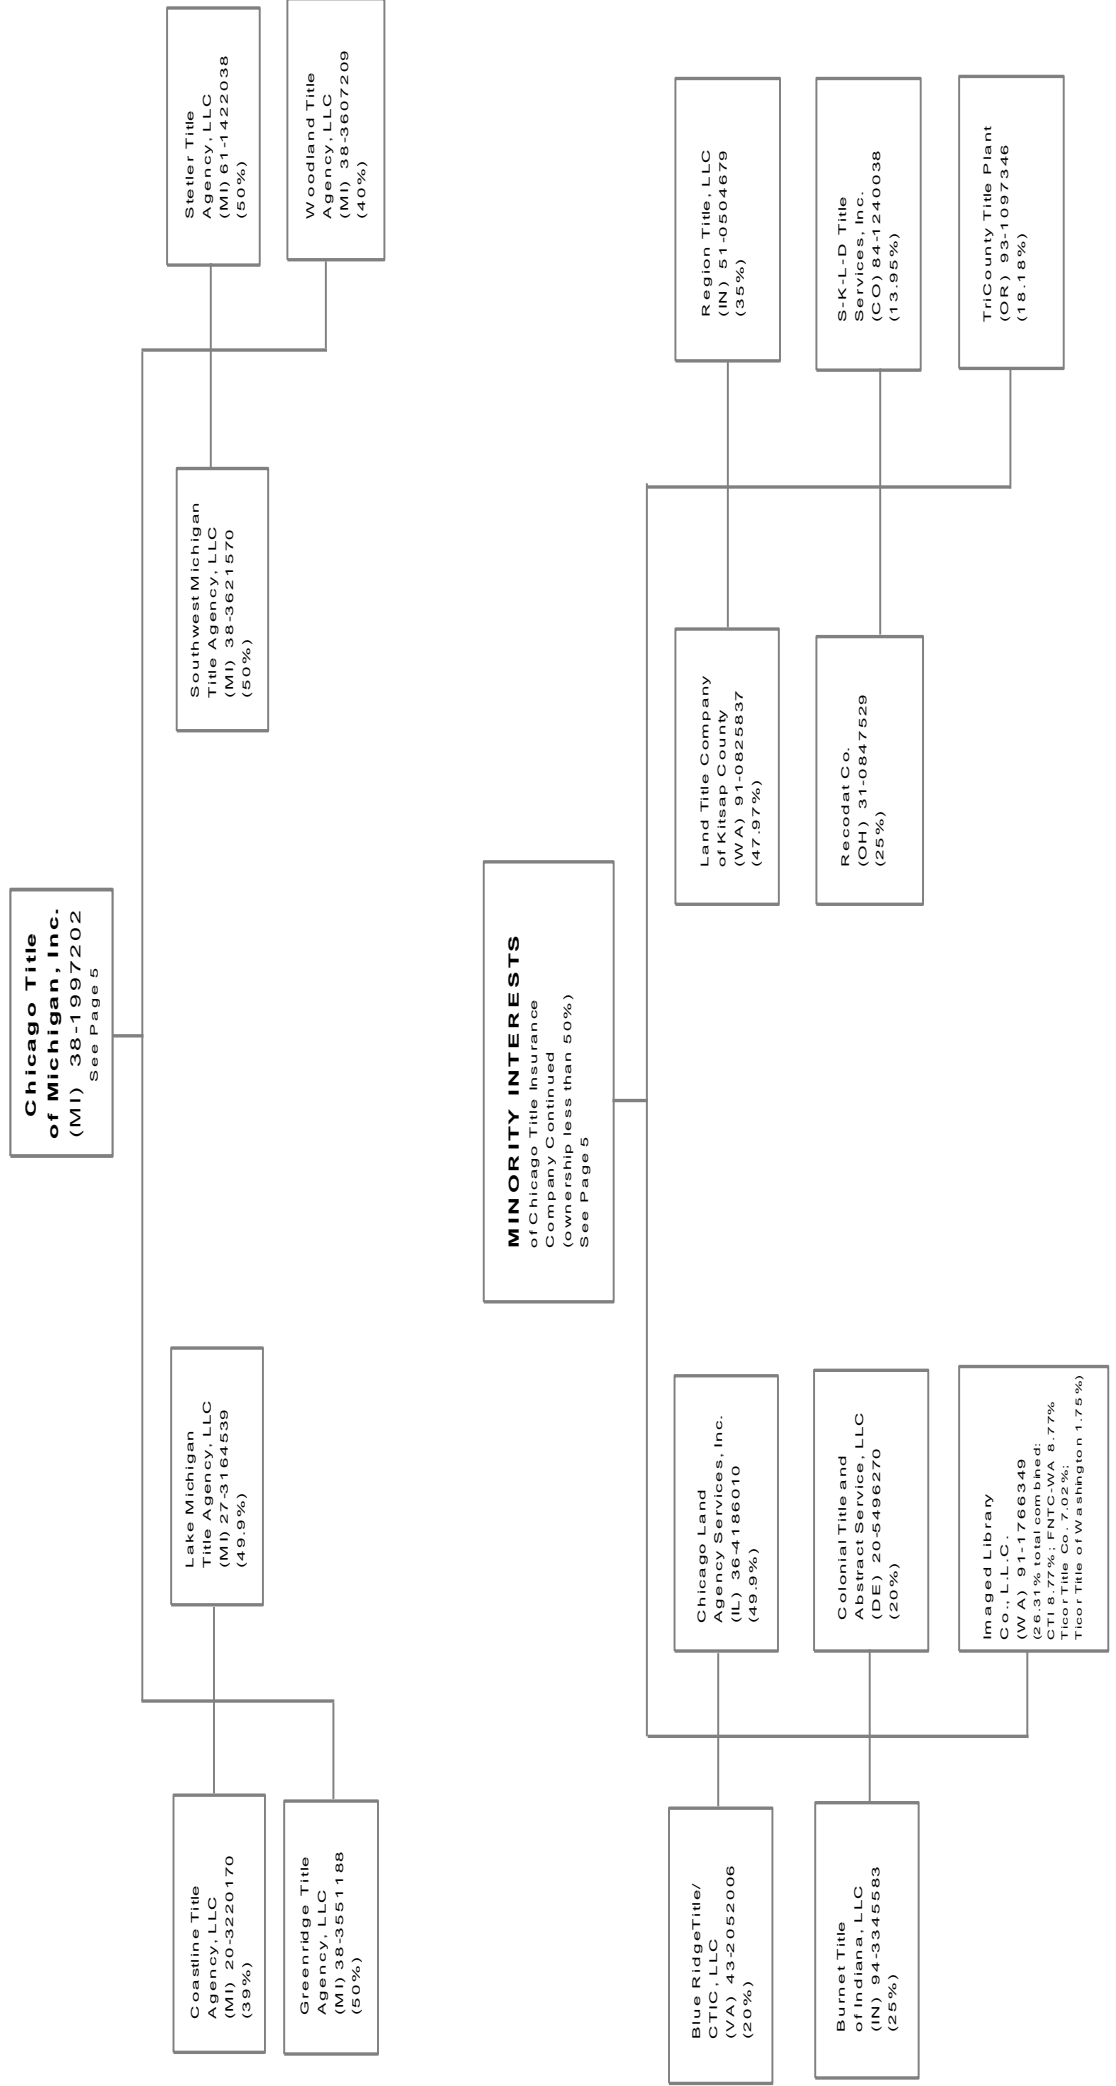 Chicago Title
of Michigan, Inc.
(MI) 38-1997202
See Page 5
Coastline Title
Agency, LLC
(MI) 20-3220170
(39%)
Lake Michigan
Title Agency, LLC
(MI) 27-3164539
(49.9%)
Southwest Michigan
Title Agency, LLC
(MI) 38-3621570
(50%)
Stetler Title
Agency, LLC
(MI) 61-1422038
(50%)
Greenridge Title
Agency, LLC
(MI) 38-3551188
(50%)
Woodland Title
Agency, LLC
(MI) 38-3607209
(40%)
MINORITY INTERESTS
of Chicago Title Insurance
Company Continued
(ownership less than 50%)
See Page 5
Blue Ridge Title/
CTIC, LLC
(VA) 43-2052006
(20%)
Chicago Land
Agency Services, Inc.
(IL) 36-4186010
(49.9%)
Land Title Company
of Kitsap County
(WA) 91-0825837
(47.97%)
Region Title, LLC
(IN) 51-0504679
(35%)
Burnet Title
of Indiana, LLC
(IN) 94-3345583
(25%)
Colonial Title and
Abstract Service, LLC
(DE) 20-5496270
(20%)
Recodat Co.
(OH) 31-0847529
(25%)
S-K-L-D Title
Services, Inc.
(CO) 84-1240038
(13.95%)
Imaged Library
Co., L.L.C.
(WA) 91-1766349
(26.31% total combined:
CTI 8.77%; FNTC-WA 8.77%
Ticor Title Co. 7.02%;
Ticor Title of Washington 1.75%)
TriCounty Title Plant
(OR) 93-1097346
(18.18%)